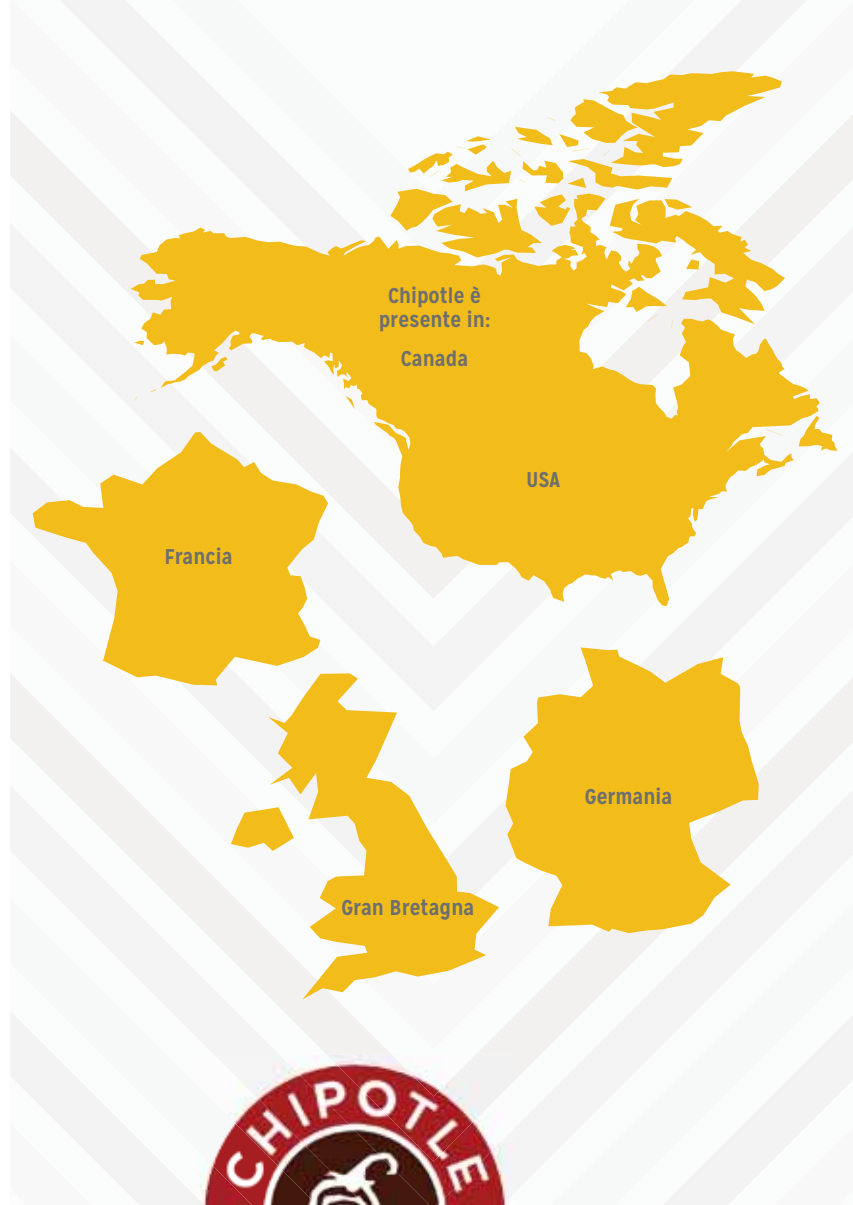 Chipotle è
presente in:
Canada
USA
Francia
Germania
Gran Bretagna
CHIPOTLE